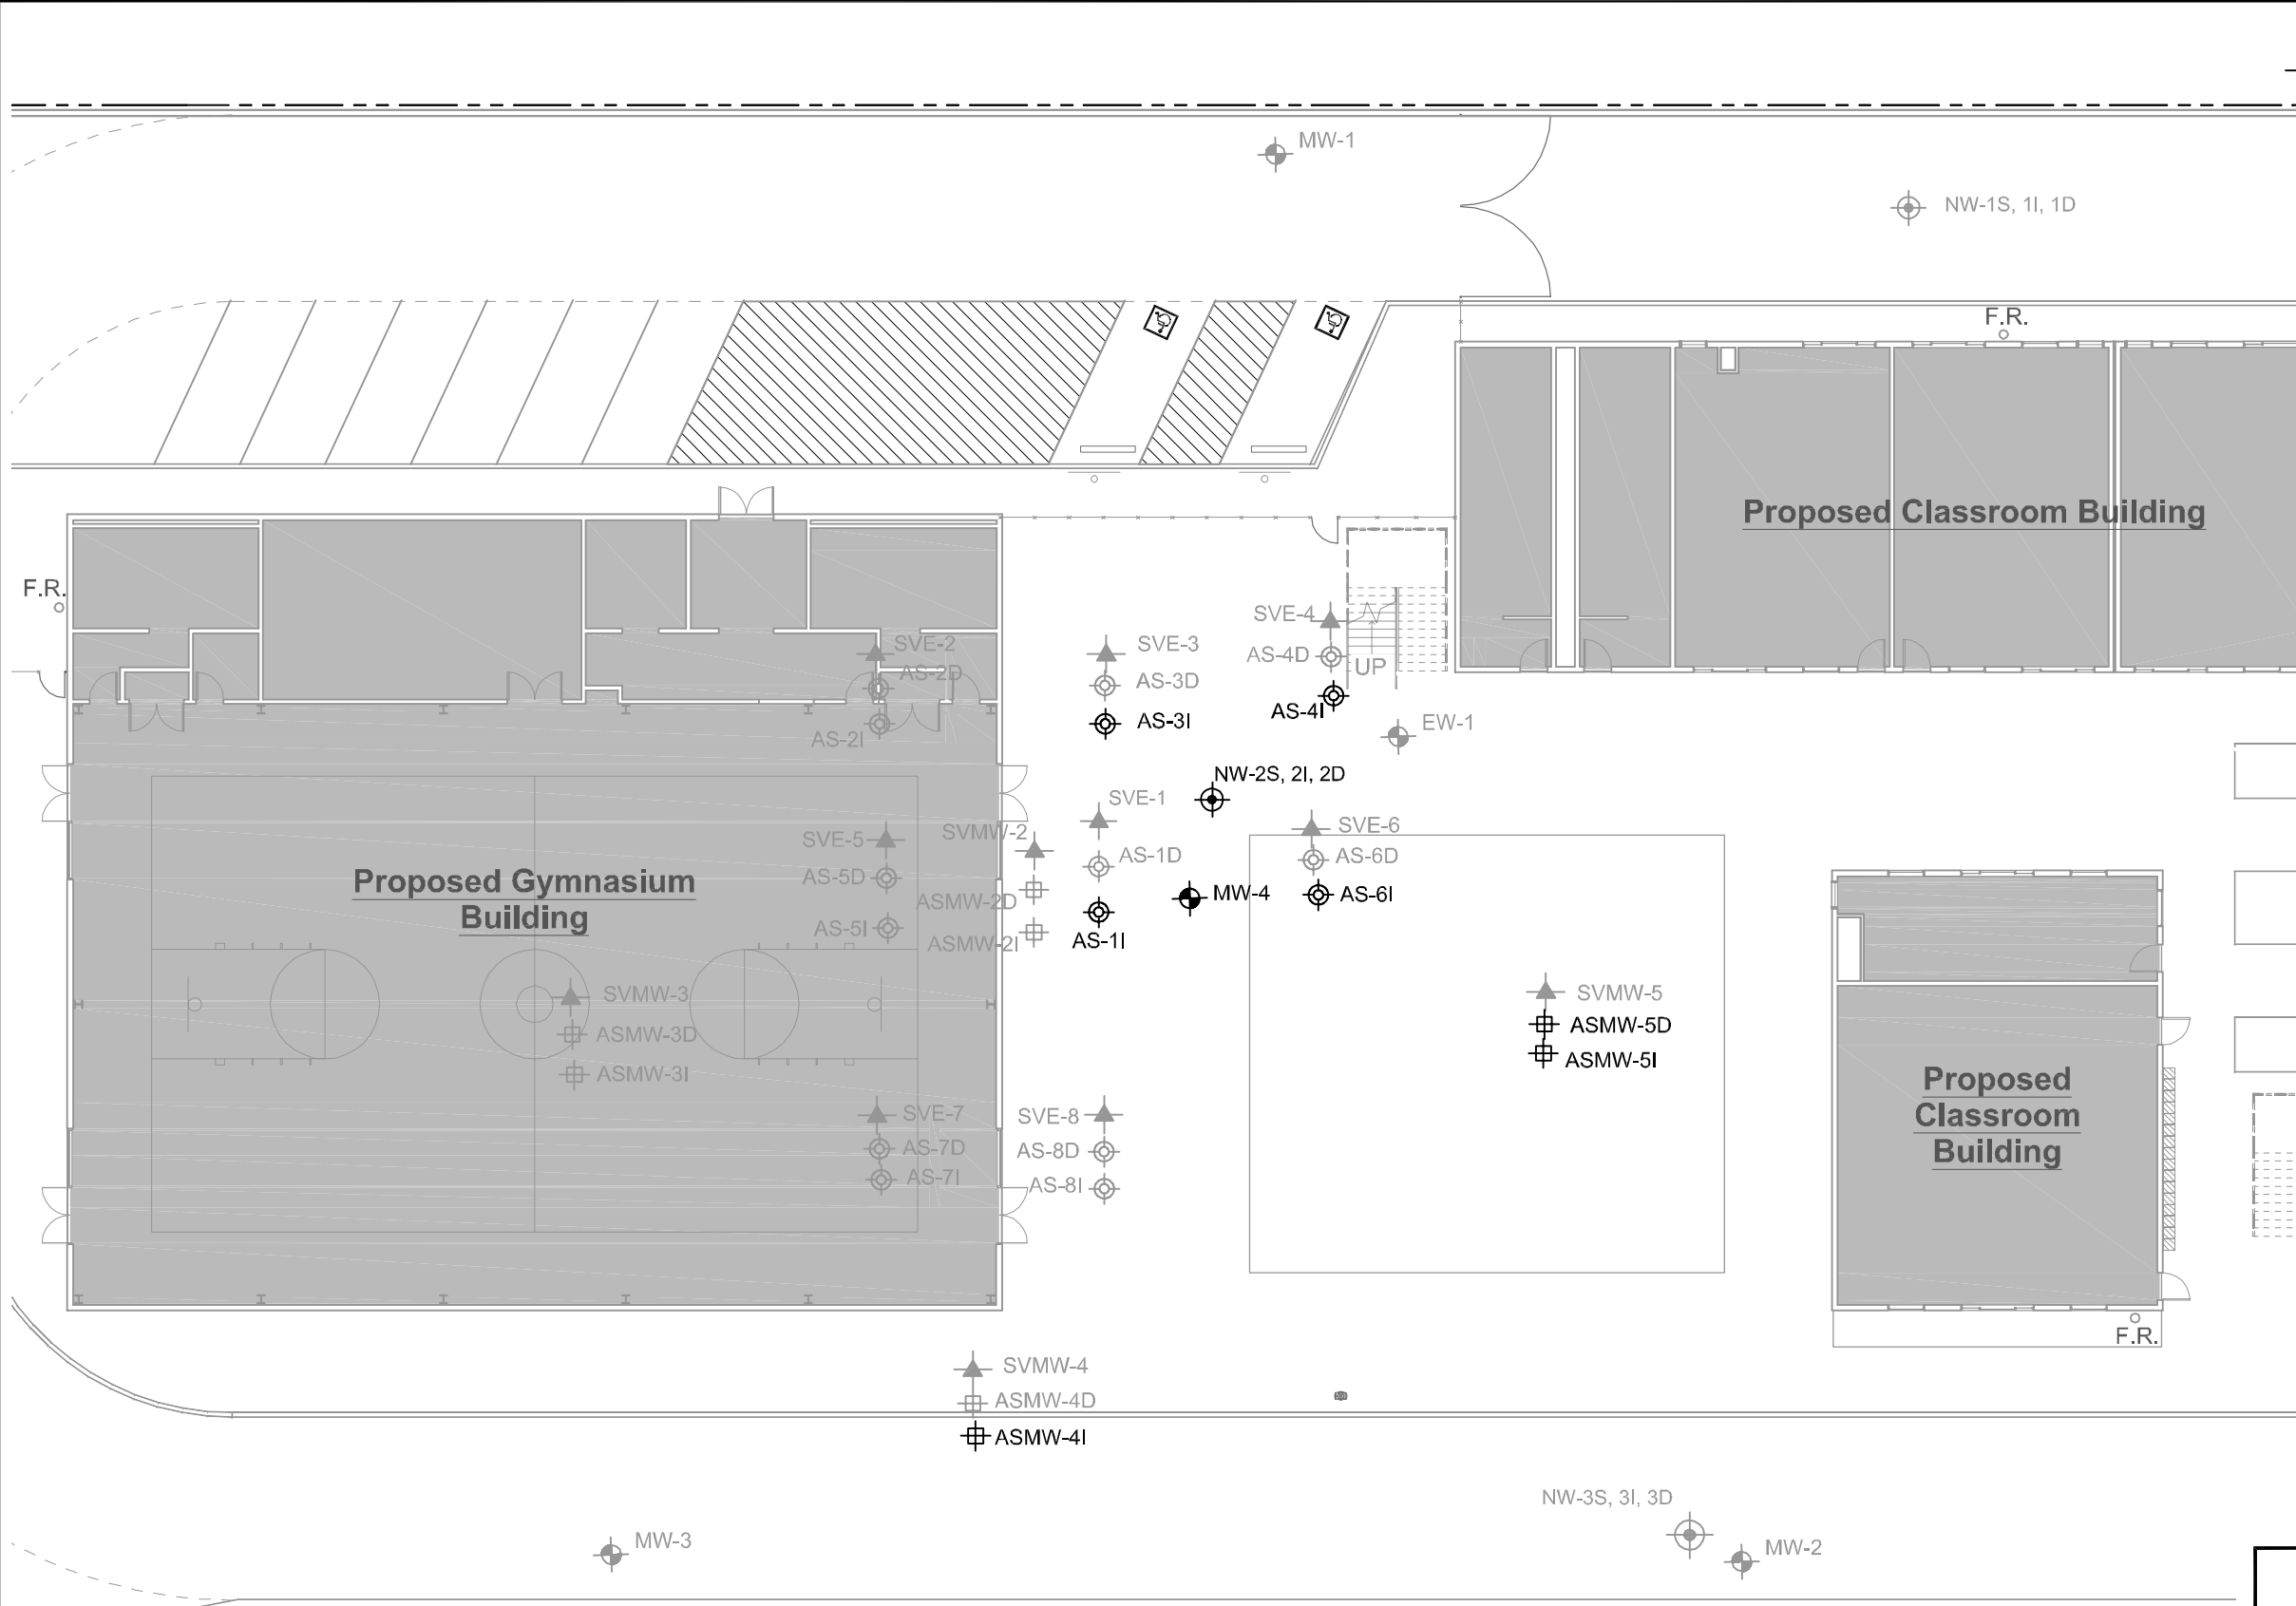 MW-1
NW-1S, 1I, 1D
F.R.
Proposed Classroom Building
F.R.
SVE-4
SVE-2
SVE-3
AS-4D
UP
AS-2D
AS-3D
AS-4I
AS-3I
EW-1
AS-2I
NW-2S, 2I, 2D
SVE-1
SVE-6
SVMW-2
SVE-5
AS-1D
AS-6D
Proposed Gymnasium
Building
AS-5D
ASMW-2D
MW-4
AS-6I
AS-5I
ASMW-2I
AS-1I
SVMW-3
SVMW-5
ASMW-3D
ASMW-5D
ASMW-3I
ASMW-5I
Proposed
Classroom
Building
SVE-7
SVE-8
AS-7D
AS-8D
AS-7I
AS-8I
F.R.
SVMW-4
ASMW-4D
ASMW-4I
NW-3S, 3I, 3D
MW-3
MW-2